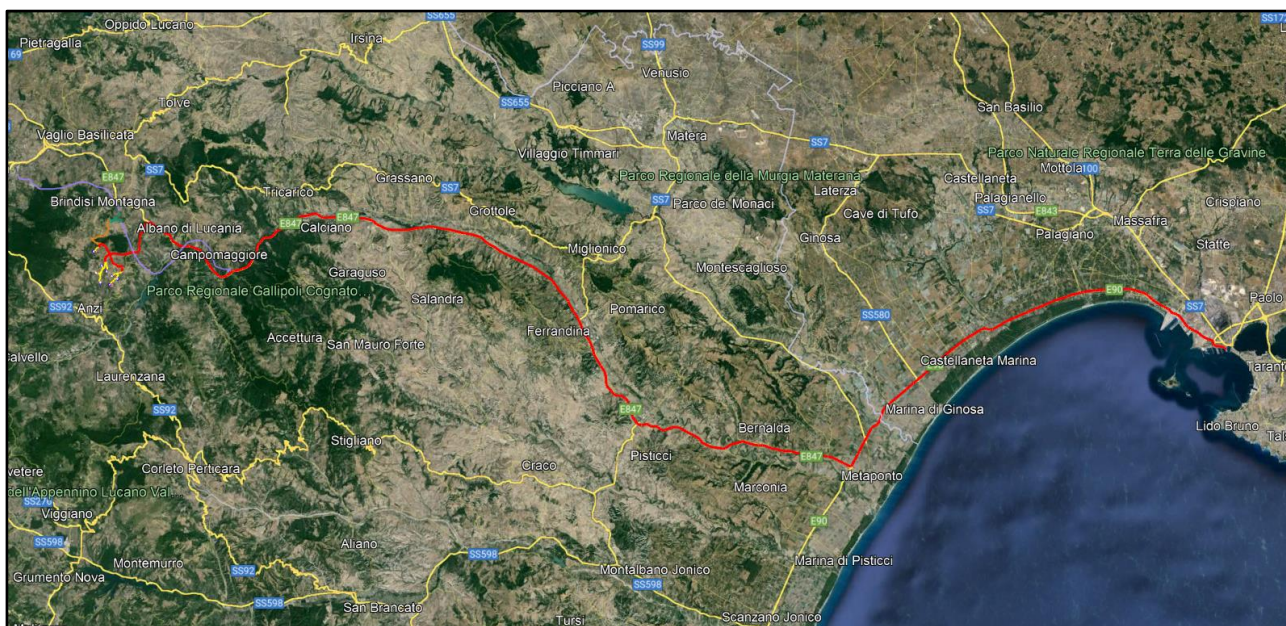 SS655
SS172
Oppido Lucano
Irsina
Pietragalla
SS99
Venusio
Picciano A
SS655
San Basilio
Tolve
Vaglio Basilicata
Matera
SS7
Villaggio Timmari
Parco Naturale Regionale Terra delle Gravine
Mottola
SS7
E847
Grassano
Parco Regionale della Murgia Materana
Castellaneta
Tricarico
SS7
Laterza
Palagianello
Crispiano
Brindisi Montagna
SS7
Parco dei Monaci
Cave di Tufo
SS7
E843
Massafra
Grottole
E847
E847
Calciano
Palagiano
Albano di Lucania
Ginosa
Statte
Miglionico
Campomaggiore
Montescaglioso
Garaguso
Parco Regionale Gallipoli Cognato...
E90
Paolo
Salandra
SS92
Anzi
Pomarico
SS7
SS580
Ferrandina
Accettura
San Mauro Forte
Castellaneta Marina
Calvello
Laurenzana
SS92
E847
Marina di Ginosa
Lido Bruno
Bernalda
Stigliano
Pisticci
E847
Craco
Corleto Perticara
Metaponto
Marconia
dell'Appennino Lucano Val...
Viggiano
E90
SS598
Aliano
SS598
Marina di Pisticci
Montemurro
SS92
Montalbano Jonico
Grumento Nova
SS598
SS598
San Brancato
Scanzano Jonico
Tursi